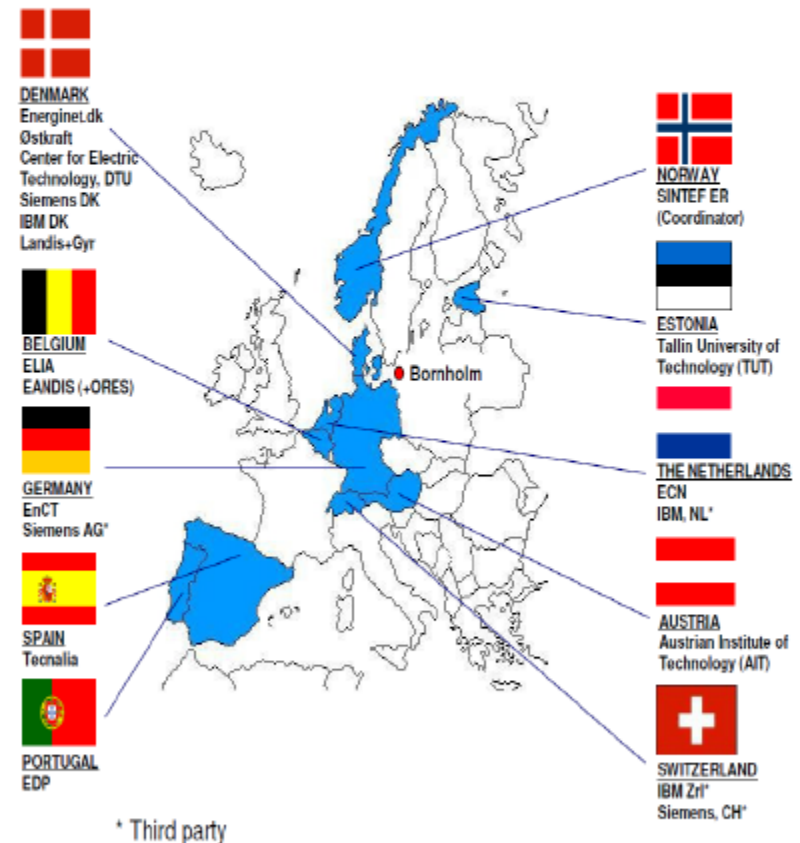 DENMARK
Energinet.dk
Østkraft
Center for Electric
Technology, DTU
Siemens DK
IBM DK
Landis+Gyr
BELGIUM
ELIA
EANDIS (+ORES)
GERMANY
EnCT
Siemens AG*
SPAIN
Tecnalia
PORTUGAL
EDP
Bornholm
NORWAY
SINTEF ER
(Coordinator)
ESTONIA
Tallin University of
Technology (TUT)
THE NETHERLANDS
ECN
IBM, NL*
AUSTRIA
Austrian Institute of
Technology (AIT)
SWITZERLAND
IBM Zrl*
Siemens, CH*
* Third party